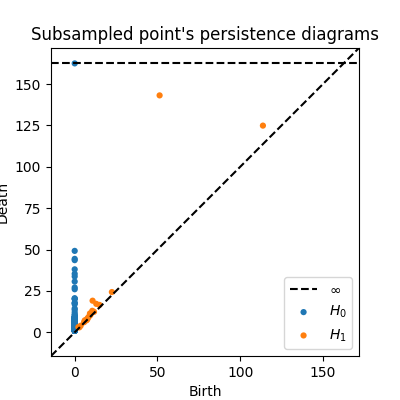 Subsampled point's persistence diagrams
150
125
100
75
50
25
0
Death
0 50 100 150
Birth
∞
H₀
H₁